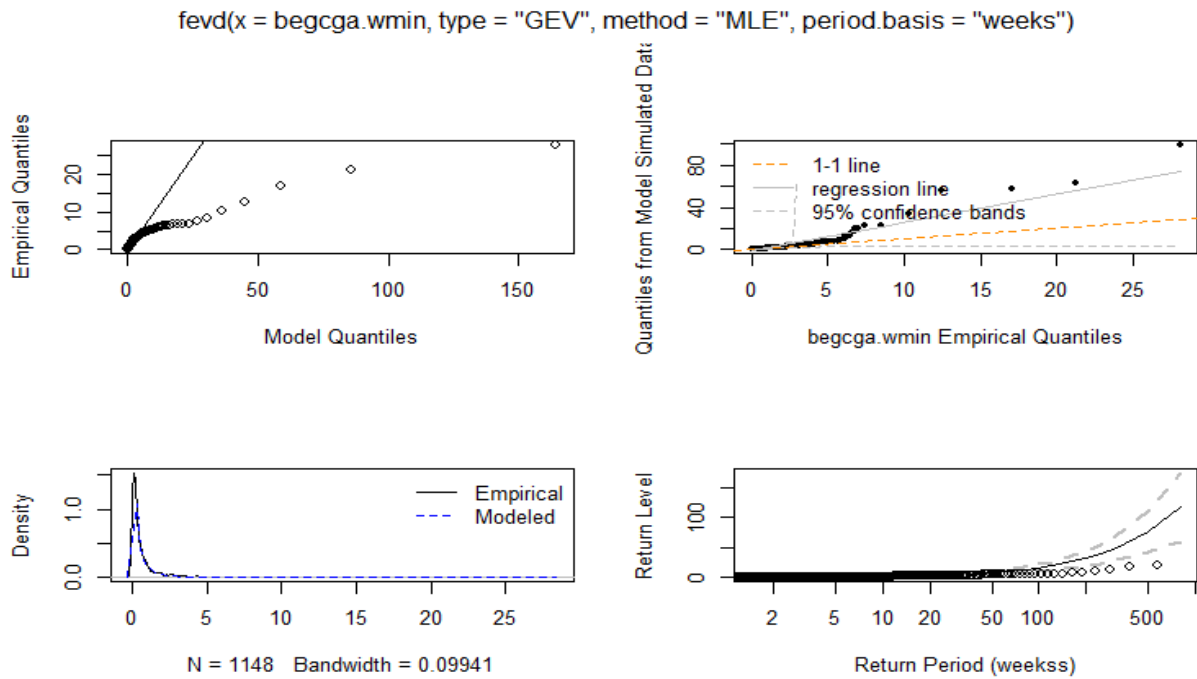 fevd(x = begcga.wmin, type = "GEV", method = "MLE", period.basis = "weeks")
Empirical Quantiles
0 10 20
0 50 100 150
Model Quantiles
Quantiles from Model Simulated Data
0 40 80
1-1 line
regression line
95% confidence bands
0 5 10 15 20 25
begcga.wmin Empirical Quantiles
Density
0.0 1.0
Empirical
Modeled
0 5 10 15 20 25
N = 1148 Bandwidth = 0.09941
Return Level
0 100
2 5 10 20 50 100 500
Return Period (weekss)